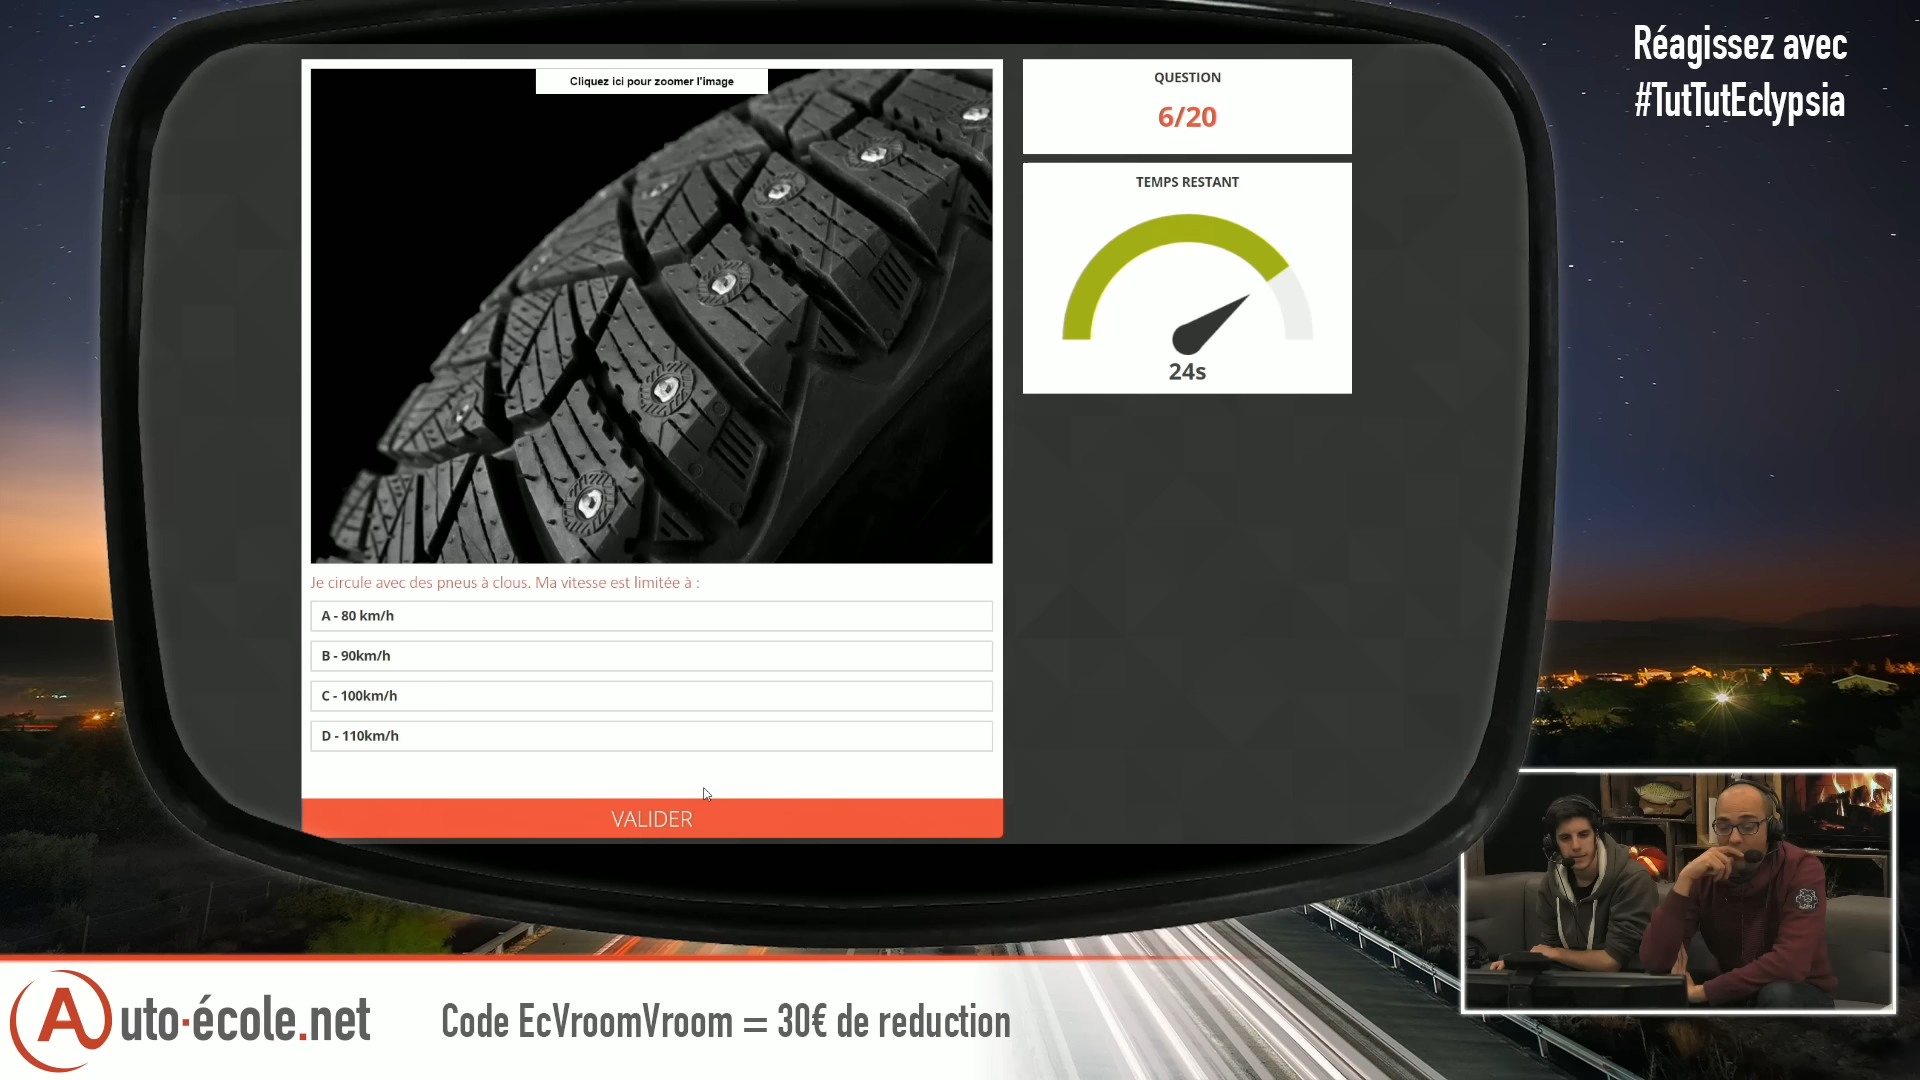 Réagissez avec
#TutTutEclypsia
Cliquez ici pour zoomer l'image
QUESTION
6/20
TEMPS RESTANT
24s
Je circule avec des pneus à clous. Ma vitesse est limitée à :
A - 80 km/h
B - 90km/h
C - 100km/h
D - 110km/h
VALIDER
Auto·école.net
Code EcVroomVroom = 30€ de reduction